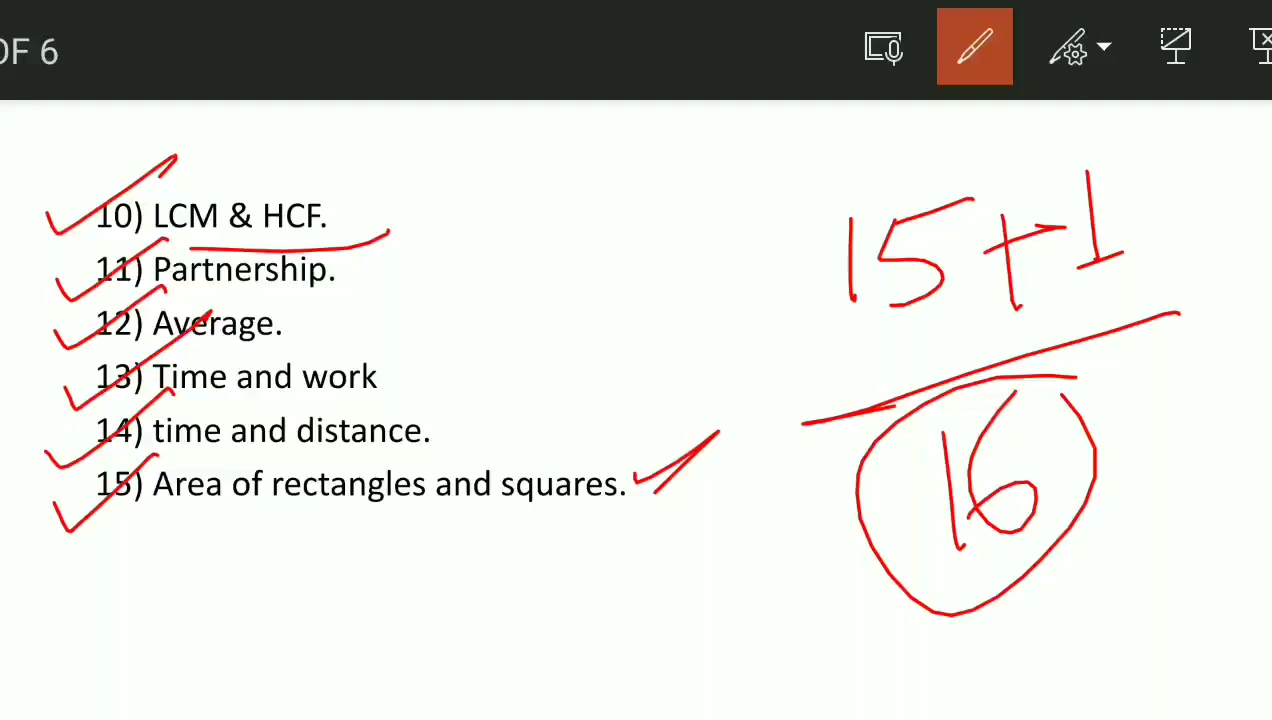 OF 6
10) LCM & HCF.
11) Partnership.
12) Average.
13) Time and work
14) time and distance.
15) Area of rectangles and squares.
15+1
16